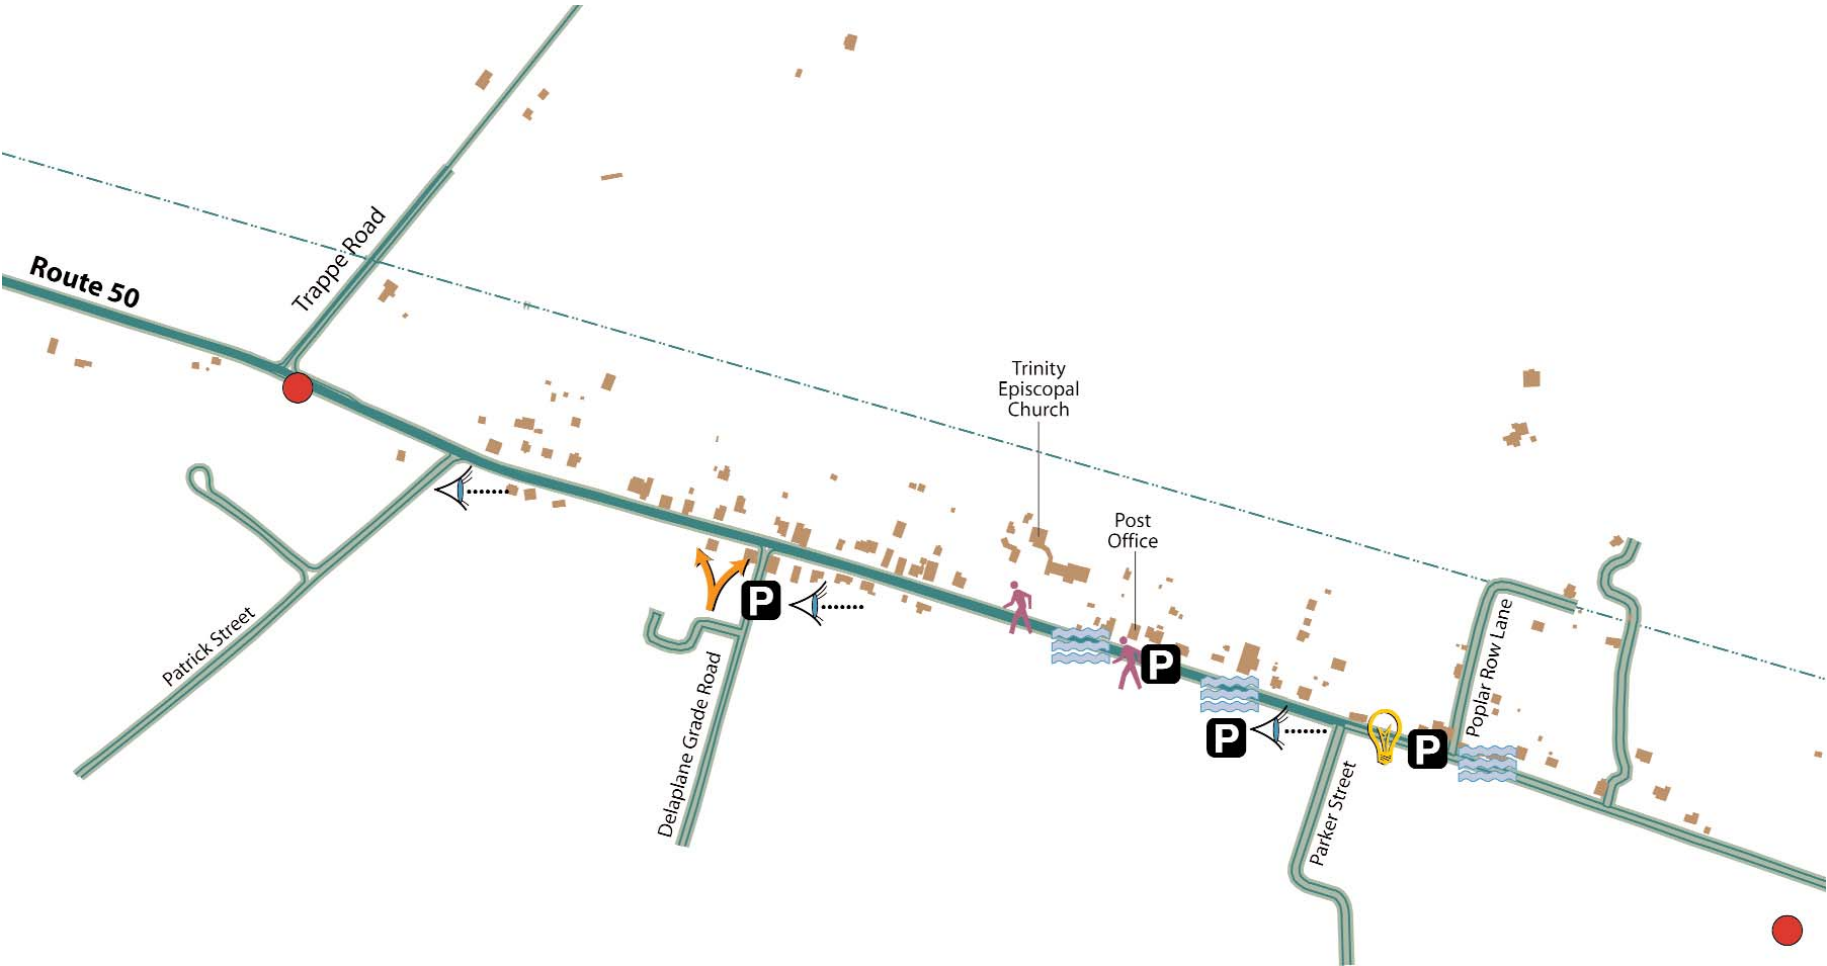 Route 50
Trappe Road
Trinity
Episcopal
Church
Post
Office
Patrick Street
Delaplane Grade Road
P
P
P
P
Parker Street
Poplar Row Lane